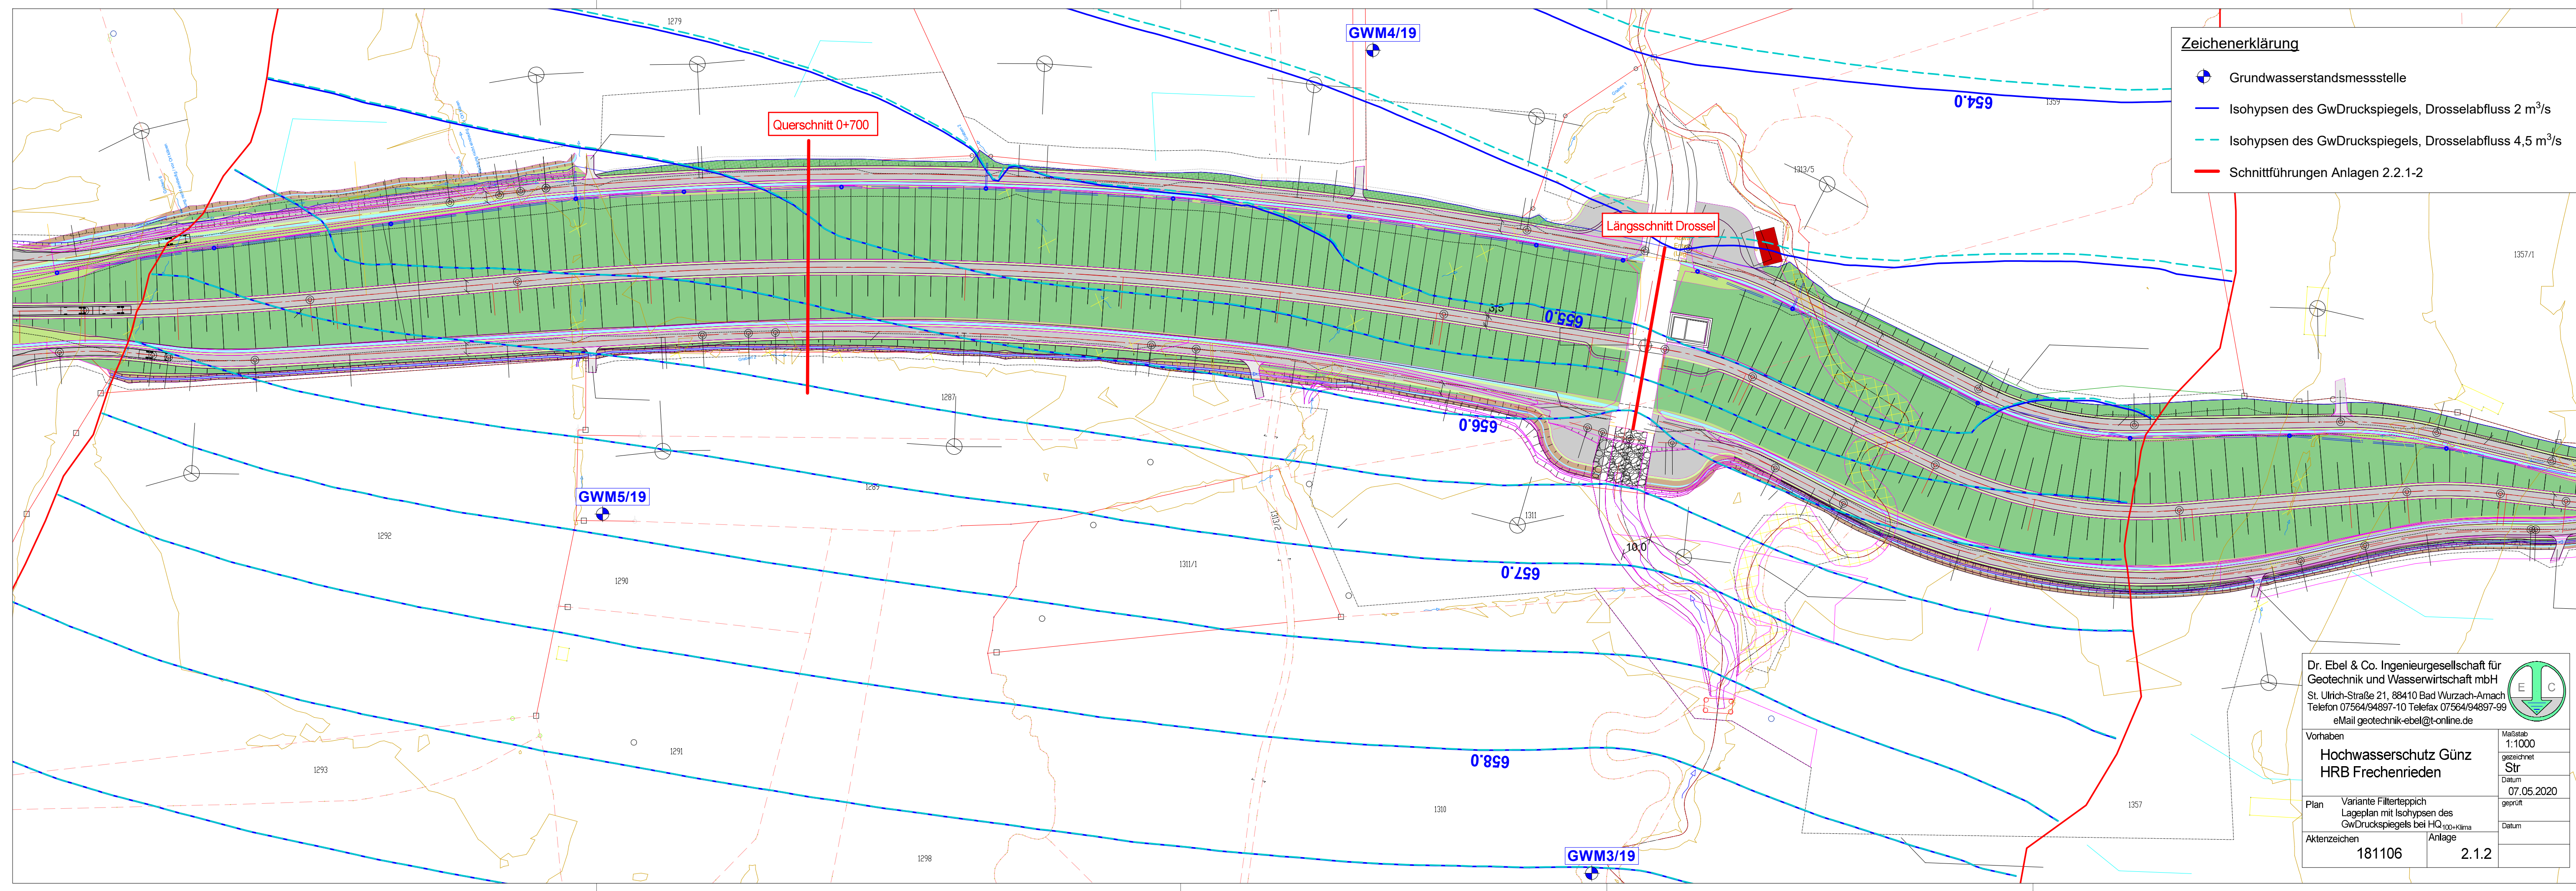 1279
GWM4/19
Zeichenerklärung
Grundwasserstandsmessstelle
Isohypsen des GwDruckspiegels, Drosselabfluss 2 m³/s
Isohypsen des GwDruckspiegels, Drosselabfluss 4,5 m³/s
Schnittführungen Anlagen 2.2.1-2
654.0
1359
Querschnitt 0+700
1313/5
Längsschnitt Drossel
1357/1
3,5
655.0
1287
656.0
1289
GWM5/19
1292
1313/2
1311
10,0
1290
1311/1
657.0
1291
658.0
1293
1310
1357
1298
GWM3/19
Dr. Ebel & Co. Ingenieurgesellschaft für
Geotechnik und Wasserwirtschaft mbH
St. Ulrich-Straße 21, 88410 Bad Wurzach-Arnach
Telefon 07564/94897-10 Telefax 07564/94897-99
eMail geotechnik-ebel@t-online.de
E C
Vorhaben
Hochwasserschutz Günz
HRB Frechenrieden
Maßstab
1:1000
gezeichnet
Str
Datum
07.05.2020
Plan
Variante Filterteppich
Lageplan mit Isohypsen des
GwDruckspiegels bei HQ100+Klima
geprüft
Datum
Aktenzeichen
181106
Anlage
2.1.2